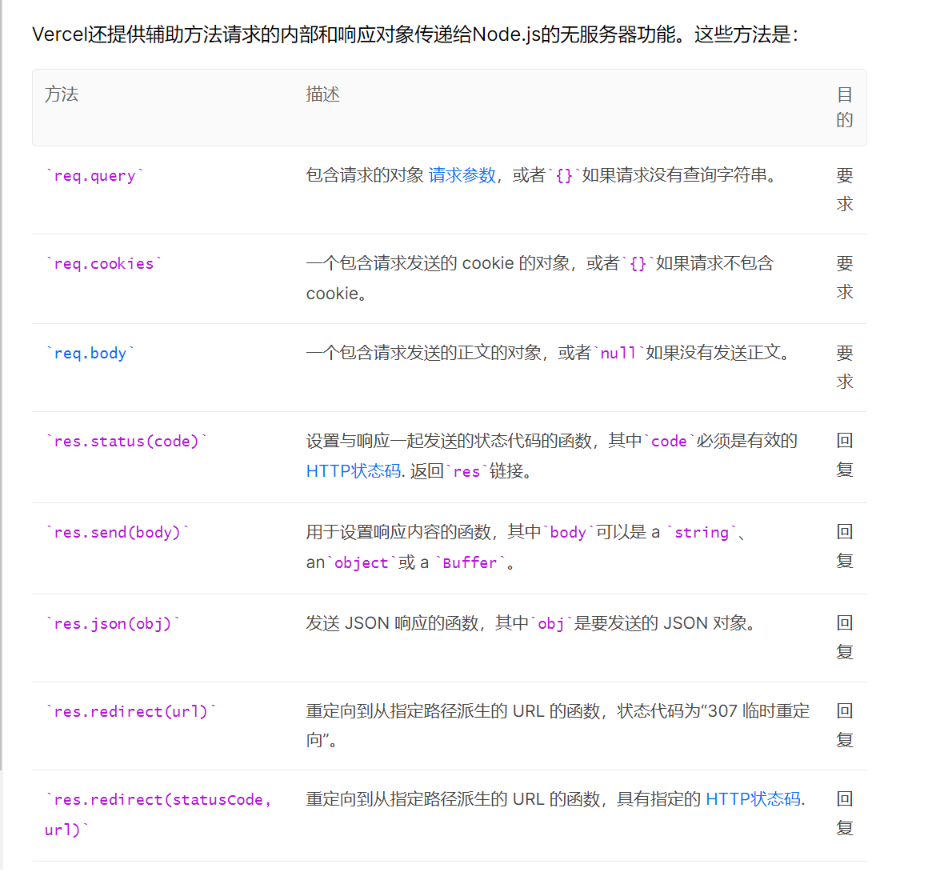 Vercel还提供辅助方法请求的内部和响应对象传递给Node.js的无服务器功能。这些方法是：
方法 描述 目
的
`req.query` 包含请求的对象 请求参数，或者`{}`如果请求没有查询字符串。 要
求
`req.cookies` 一个包含请求发送的 cookie 的对象，或者`{}`如果请求不包含 要
cookie。 求
`req.body` 一个包含请求发送的正文的对象，或者`null`如果没有发送正文。 要
求
`res.status(code)` 设置与响应一起发送的状态代码的函数，其中`code`必须是有效的 回
HTTP状态码. 返回`res`链接。 复
`res.send(body)` 用于设置响应内容的函数，其中`body`可以是 a `string`、 回
an`object`或 a `Buffer`。 复
`res.json(obj)` 发送 JSON 响应的函数，其中`obj`是要发送的 JSON 对象。 回
复
`res.redirect(url)` 重定向到从指定路径派生的 URL 的函数，状态代码为“307 临时重定 回
向”。 复
`res.redirect(statusCode, 重定向到从指定路径派生的 URL 的函数，具有指定的 HTTP状态码. 回
url)` 复